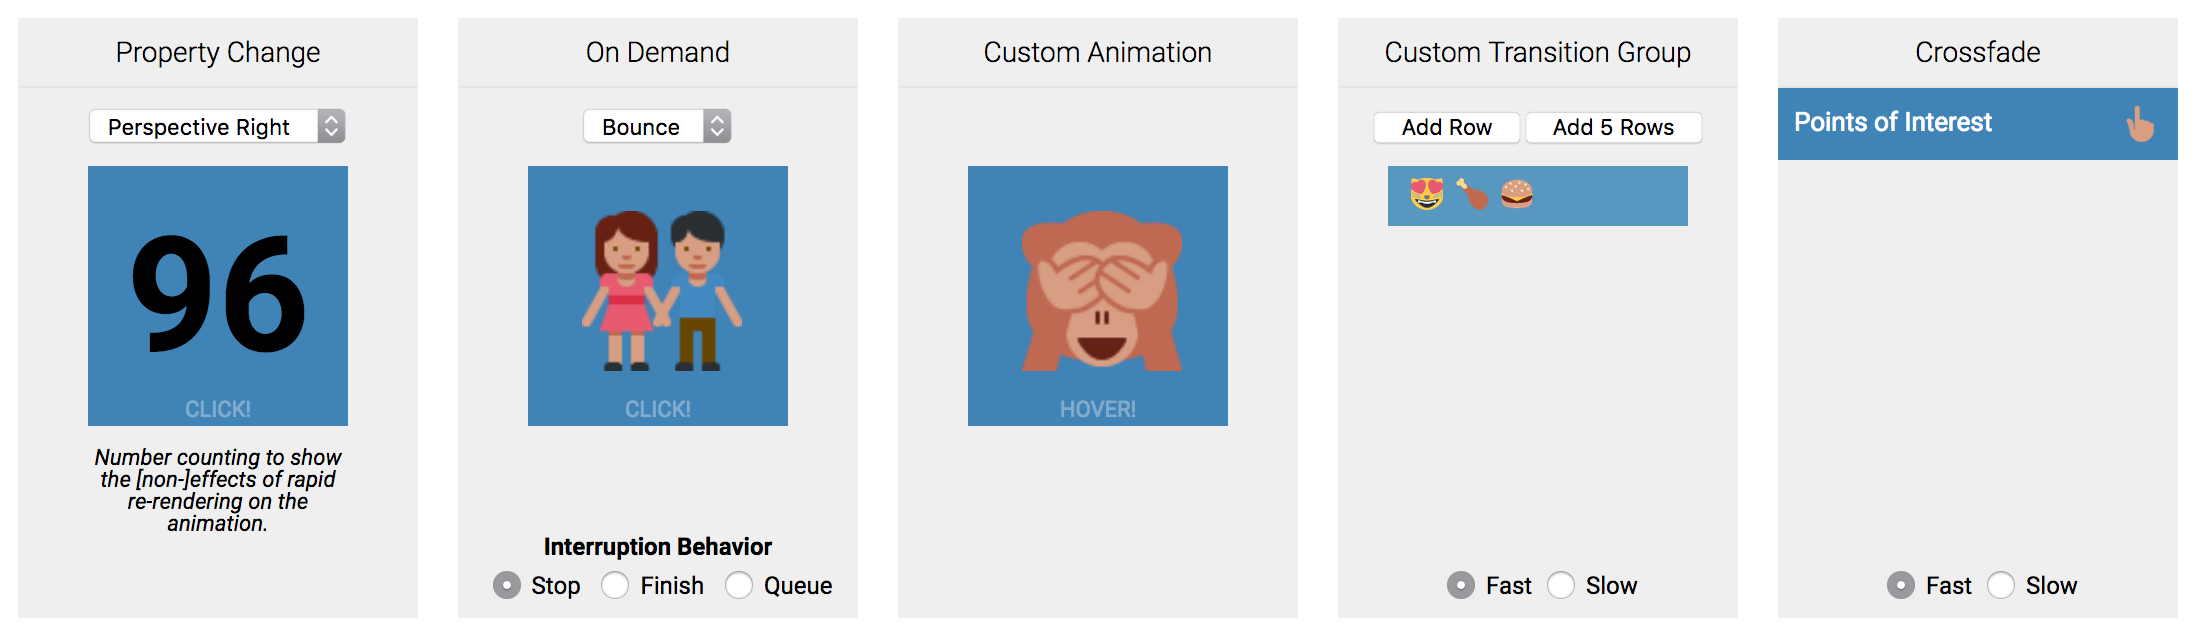 Property Change
Perspective Right
96
CLICK!
Number counting to show
the [non-]effects of rapid
re-rendering on the
animation.
On Demand
Bounce
CLICK!
Interruption Behavior
Stop Finish Queue
Custom Animation
HOVER!
Custom Transition Group
Add Row Add 5 Rows
Fast Slow
Crossfade
Points of Interest
Fast Slow